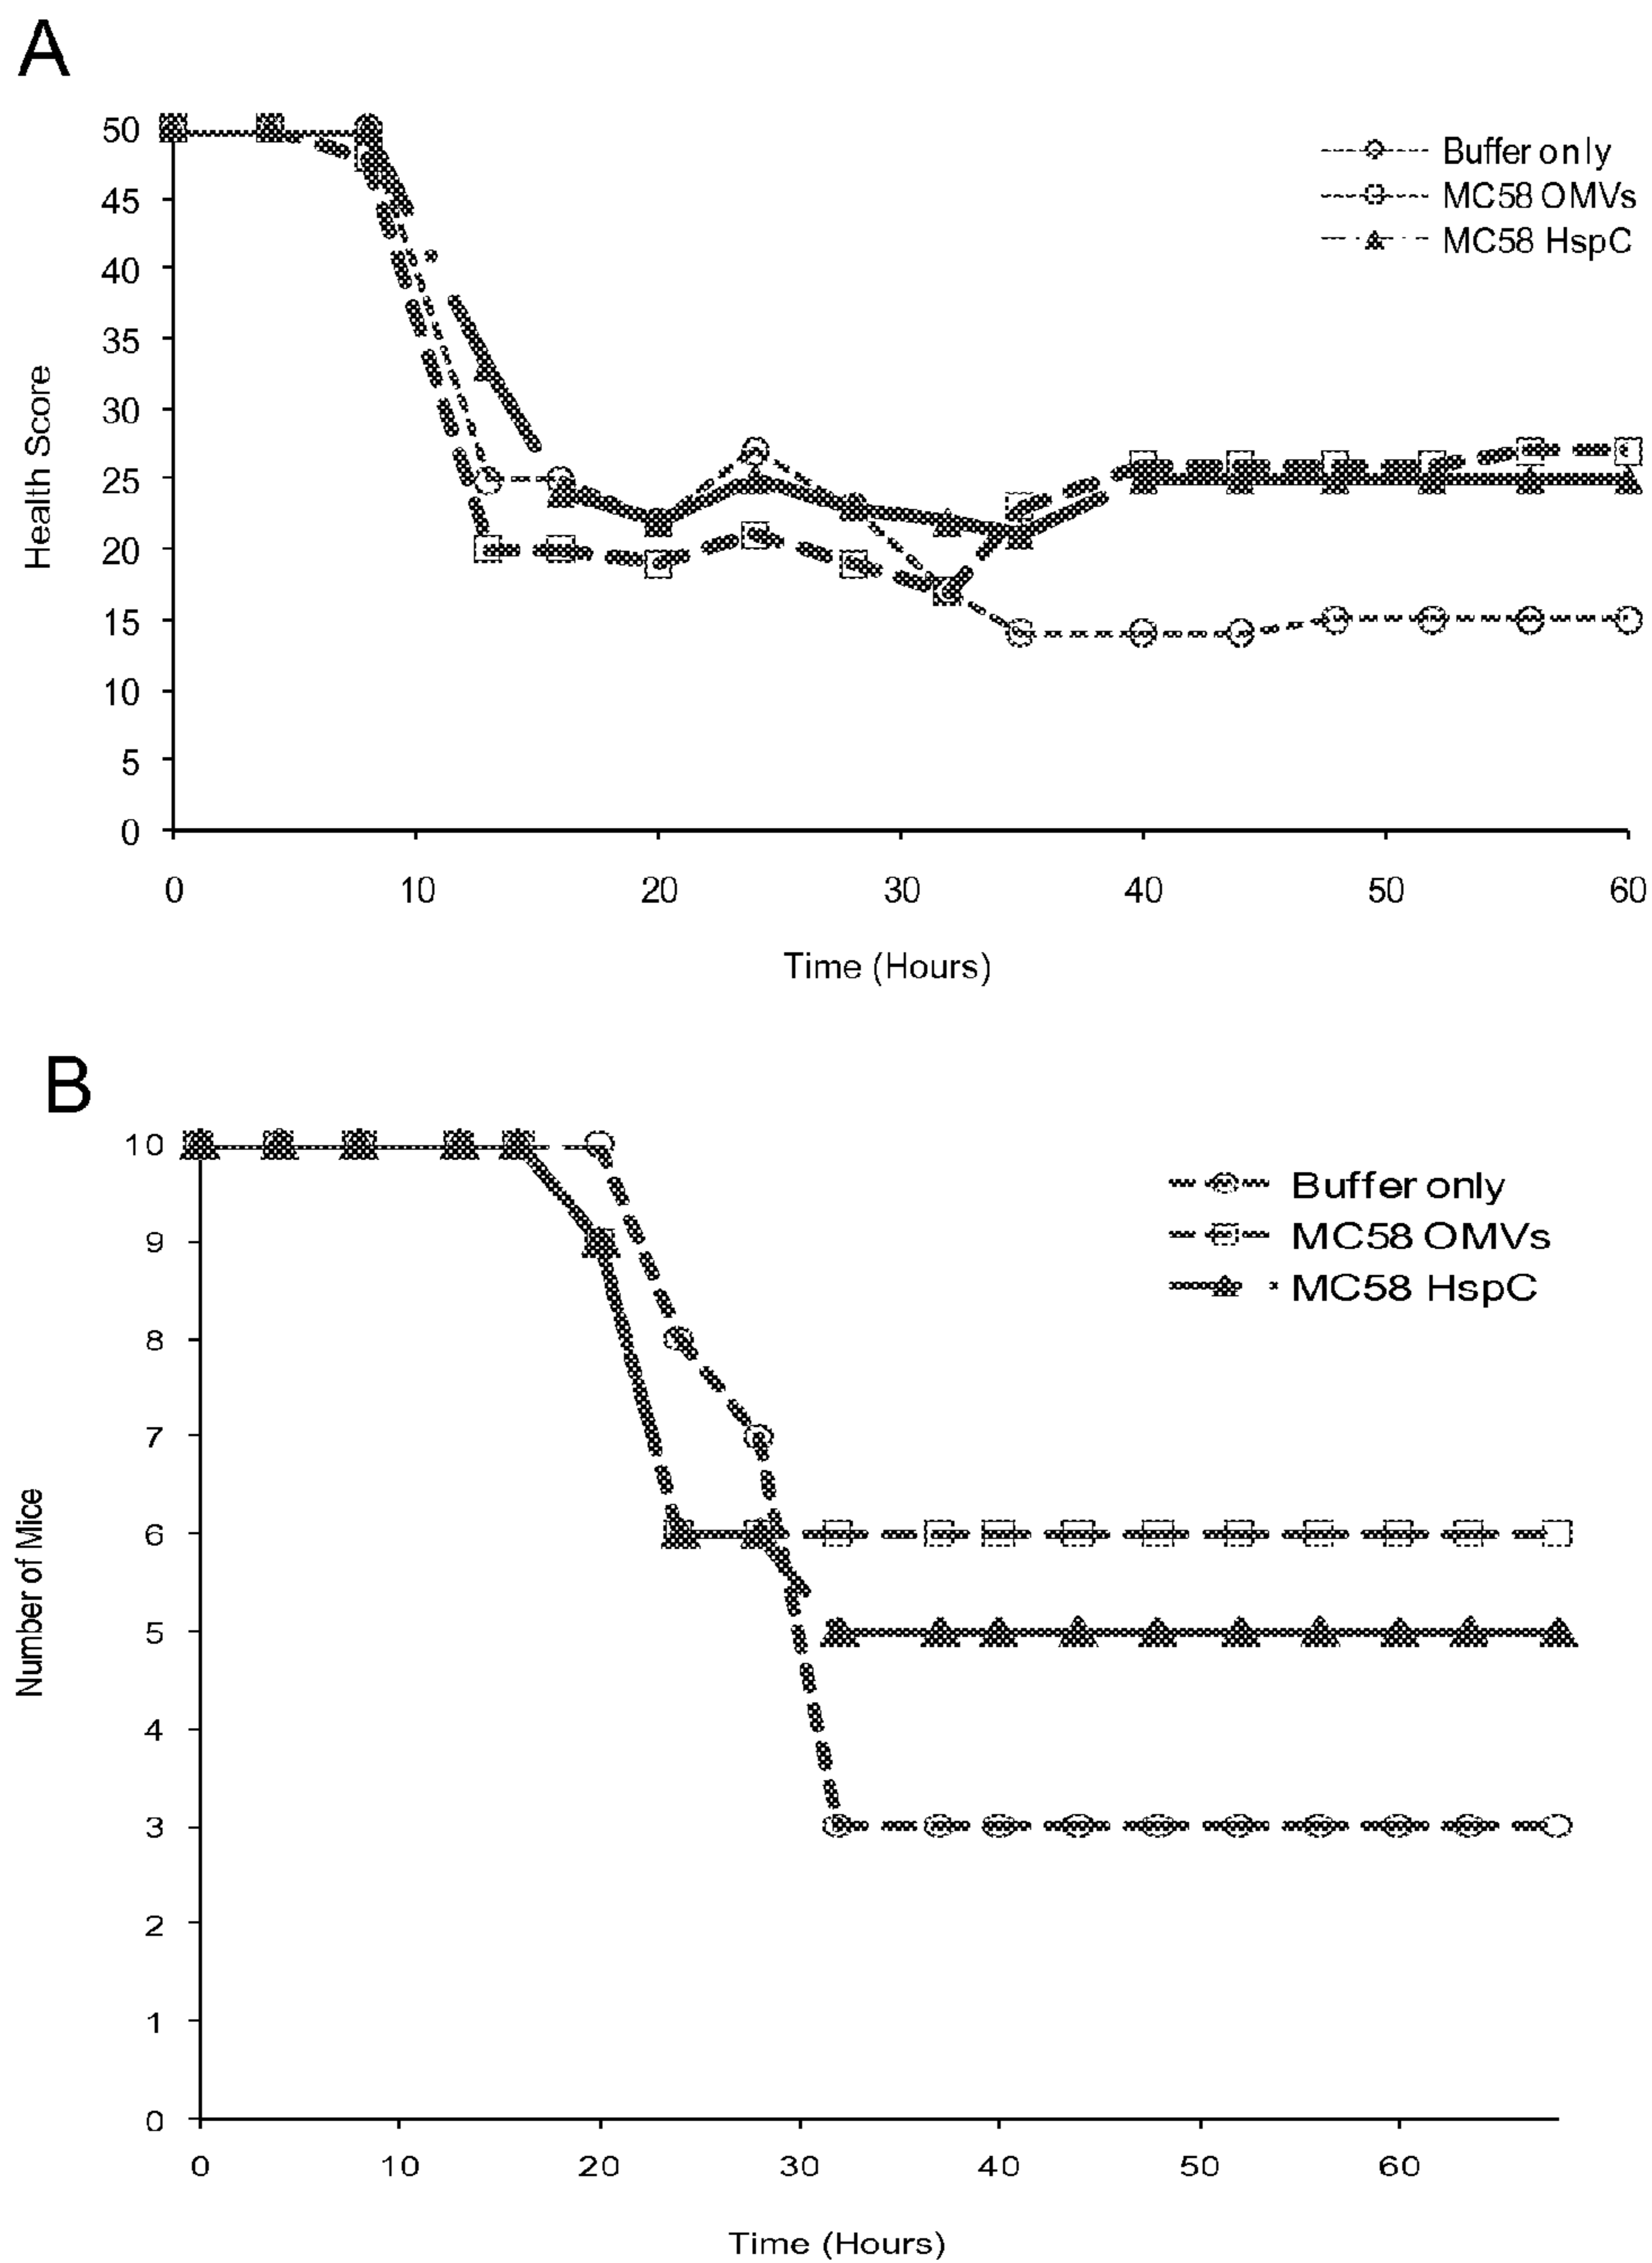 A
50
45
40
35
30
25
20
15
10
5
0
Health Score
Buffer only
MC58 OMVs
MC58 HspC
0 10 20 30 40 50 60
Time (Hours)
B
10
9
8
7
6
5
4
3
2
1
0
Number of Mice
Buffer only
MC58 OMVs
MC58 HspC
0 10 20 30 40 50 60
Time (Hours)